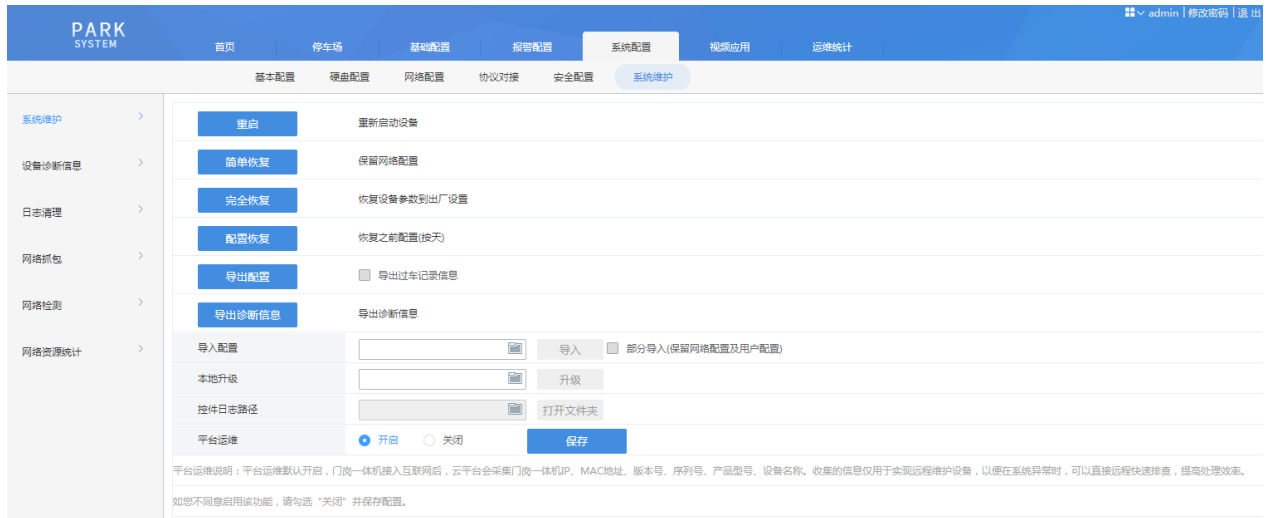 admin | 修改密码 | 退 出
PARK
SYSTEM
首页 停车场 基础配置 报警配置 系统配置 视频应用 运维统计
基本配置 硬盘配置 网络配置 协议对接 安全配置 系统维护
系统维护
设备诊断信息
日志清理
网络抓包
网络检测
网络资源统计
重启 重新启动设备
简单恢复 保留网络配置
完全恢复 恢复设备参数到出厂设置
配置恢复 恢复之前配置(按天)
导出配置 导出过车记录信息
导出诊断信息 导出诊断信息
导入配置 导入 部分导入(保留网络配置及用户配置)
本地升级 升级
控件日志路径 打开文件夹
平台运维 开启 关闭 保存
平台运维说明：平台运维默认开启，门岗一体机接入互联网后，云平台会采集门岗一体机IP、MAC地址、版本号、序列号、产品型号、设备名称。收集的信息仅用于实现远程维护设备，以便在系统异常时，可以直接远程快速排查，提高处理效率。
如您不同意启用该功能，请勾选“关闭”并保存配置。